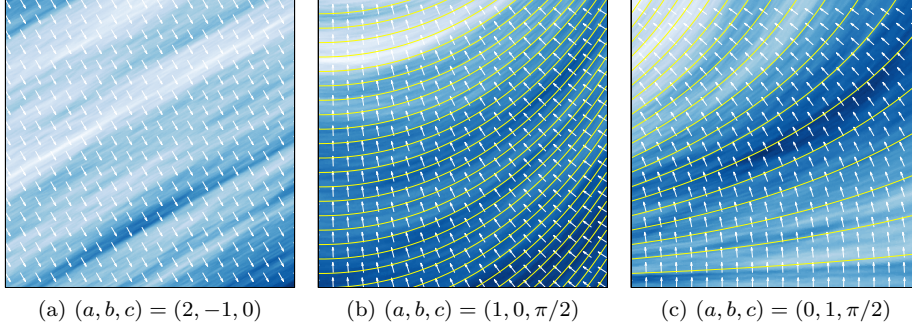 (a) (a, b, c) = (2, −1, 0)
(b) (a, b, c) = (1, 0, π/2)
(c) (a, b, c) = (0, 1, π/2)